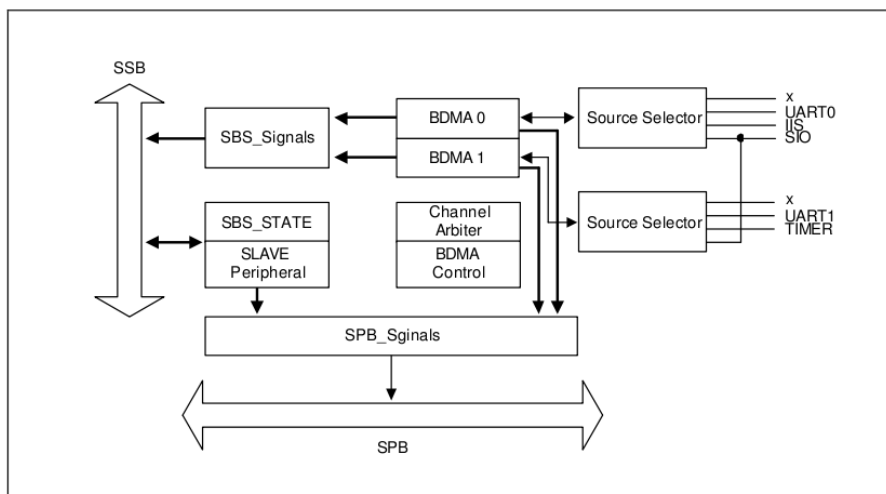 SSB
SBS_Signals
BDMA 0
BDMA 1
Source Selector
x
UART0
IIS
SIO
SBS_STATE
SLAVE
Peripheral
Channel
Arbiter
BDMA
Control
Source Selector
x
UART1
TIMER
SPB_Sginals
SPB